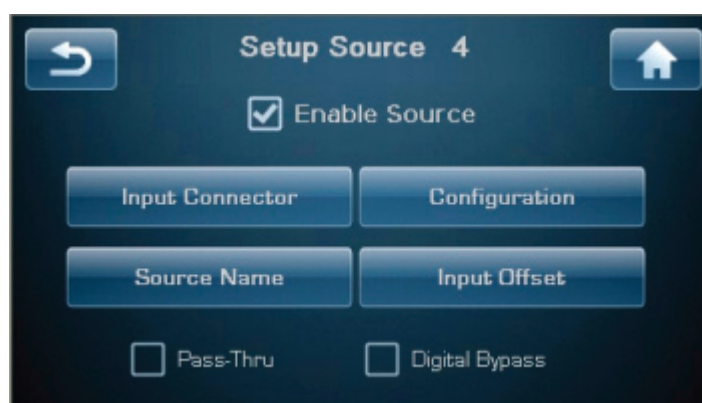 Setup Source 4
Enable Source
Input Connector Configuration
Source Name Input Offset
Pass-Thru Digital Bypass